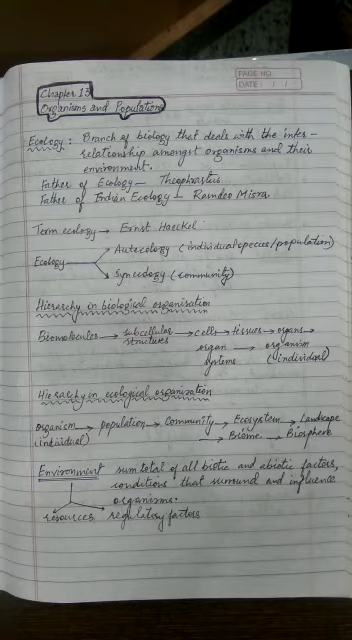 PAGE NO.
DATE: / /
Chapter 13
Organisms and Populations
Ecology : Branch of biology that deals with the inter-
relationship amongst organisms and their
environment.
Father of Ecology – Theophrastus
Father of Indian Ecology – Ramdeo Misra
Term ecology → Ernst Haeckel
Ecology → Autecology (individual species/population)
→ Synecology (community)
Hierarchy in biological organisation
Biomolecules → subcellular structures → Cells → tissues → organs →
organ systems → organism (individual)
Hierarchy in ecological organization
Organism (individual) → population → Community → Ecosystem → Landscape
→ Biome → Biosphere
Environment sum total of all biotic and abiotic factors,
conditions that surround and influence
organisms.
resources regulatory factors